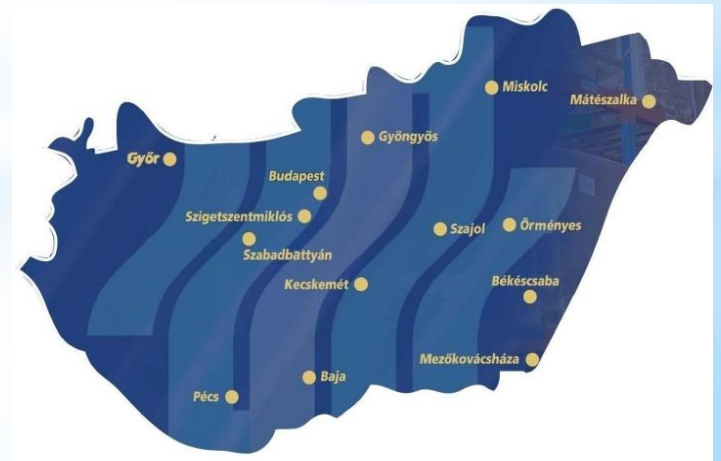 Miskolc
Mátészalka
Gyöngyös
Győr
Budapest
Szigetszentmiklós
Szajol
Örményes
Szabadbattyán
Kecskemét
Békéscsaba
Mezőkovácsháza
Baja
Pécs